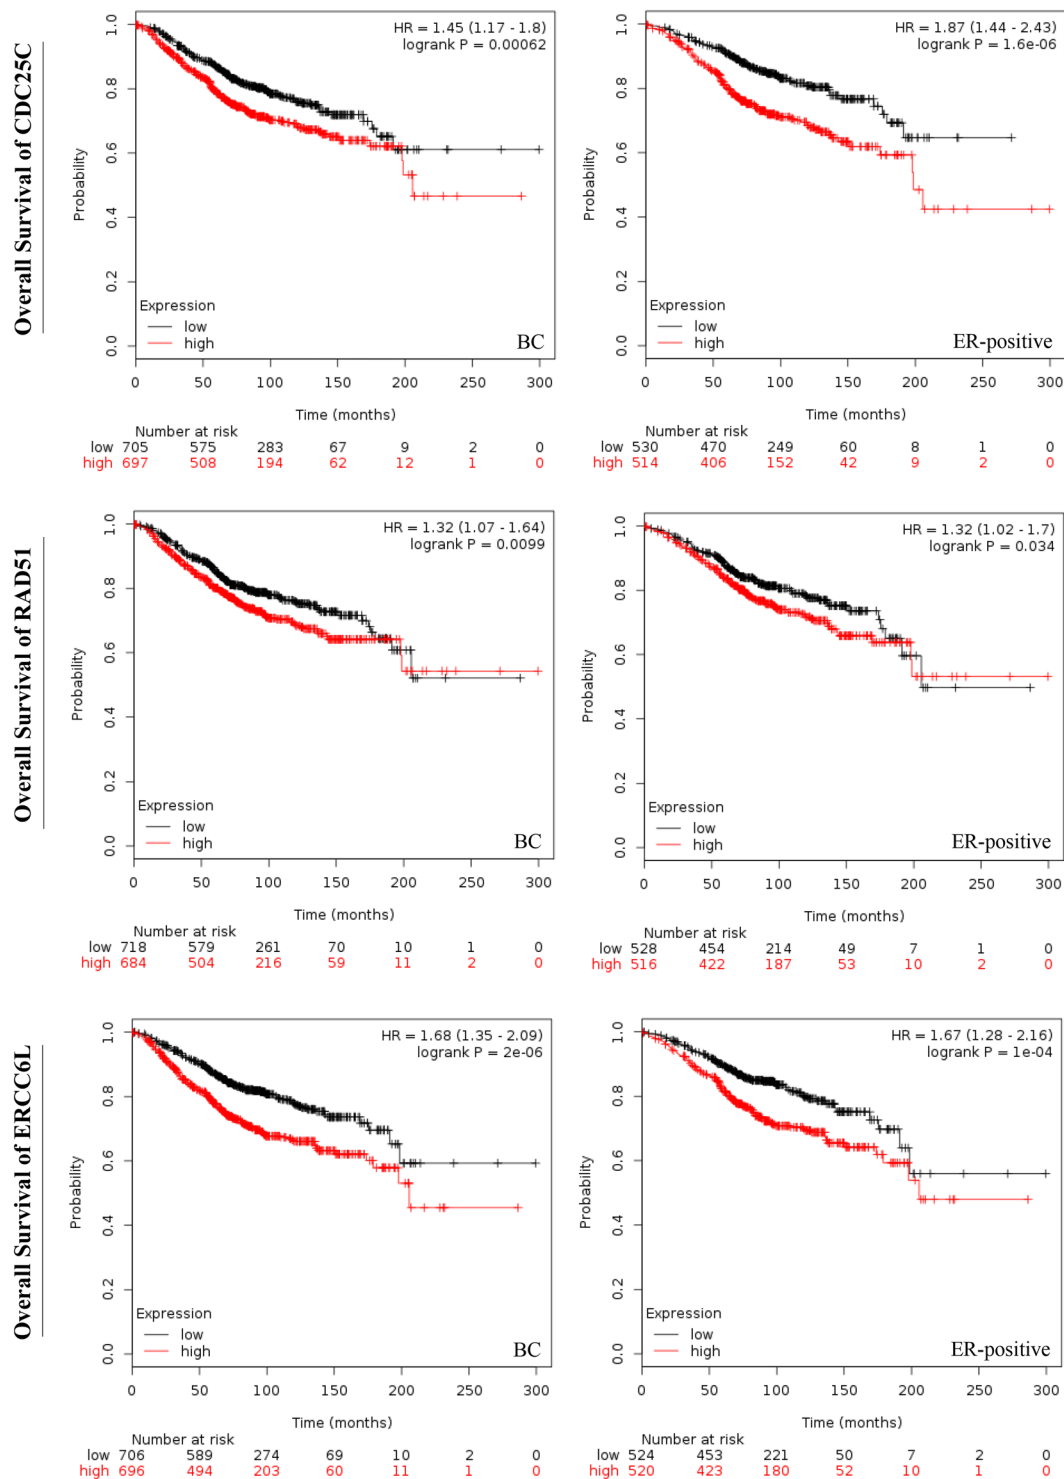 Overall Survival of CDC25C
HR = 1.45 (1.17 - 1.8)
logrank P = 0.00062
Probability
0.0 0.2 0.4 0.6 0.8 1.0
Expression
low
high
BC
0 50 100 150 200 250 300
Time (months)
Number at risk
low 705 575 283 67 9 2 0
high 697 508 194 62 12 1 0
HR = 1.87 (1.44 - 2.43)
logrank P = 1.6e-06
Probability
0.0 0.2 0.4 0.6 0.8 1.0
Expression
low
high
ER-positive
0 50 100 150 200 250 300
Time (months)
Number at risk
low 530 470 249 60 8 1 0
high 514 406 152 42 9 2 0
Overall Survival of RAD51
HR = 1.32 (1.07 - 1.64)
logrank P = 0.0099
Probability
0.0 0.2 0.4 0.6 0.8 1.0
Expression
low
high
BC
0 50 100 150 200 250 300
Time (months)
Number at risk
low 718 579 261 70 10 1 0
high 684 504 216 59 11 2 0
HR = 1.32 (1.02 - 1.7)
logrank P = 0.034
Probability
0.0 0.2 0.4 0.6 0.8 1.0
Expression
low
high
ER-positive
0 50 100 150 200 250 300
Time (months)
Number at risk
low 528 454 214 49 7 1 0
high 516 422 187 53 10 2 0
Overall Survival of ERCC6L
HR = 1.68 (1.35 - 2.09)
logrank P = 2e-06
Probability
0.0 0.2 0.4 0.6 0.8 1.0
Expression
low
high
BC
0 50 100 150 200 250 300
Time (months)
Number at risk
low 706 589 274 69 10 2 0
high 696 494 203 60 11 1 0
HR = 1.67 (1.28 - 2.16)
logrank P = 1e-04
Probability
0.0 0.2 0.4 0.6 0.8 1.0
Expression
low
high
ER-positive
0 50 100 150 200 250 300
Time (months)
Number at risk
low 524 453 221 50 7 2 0
high 520 423 180 52 10 1 0